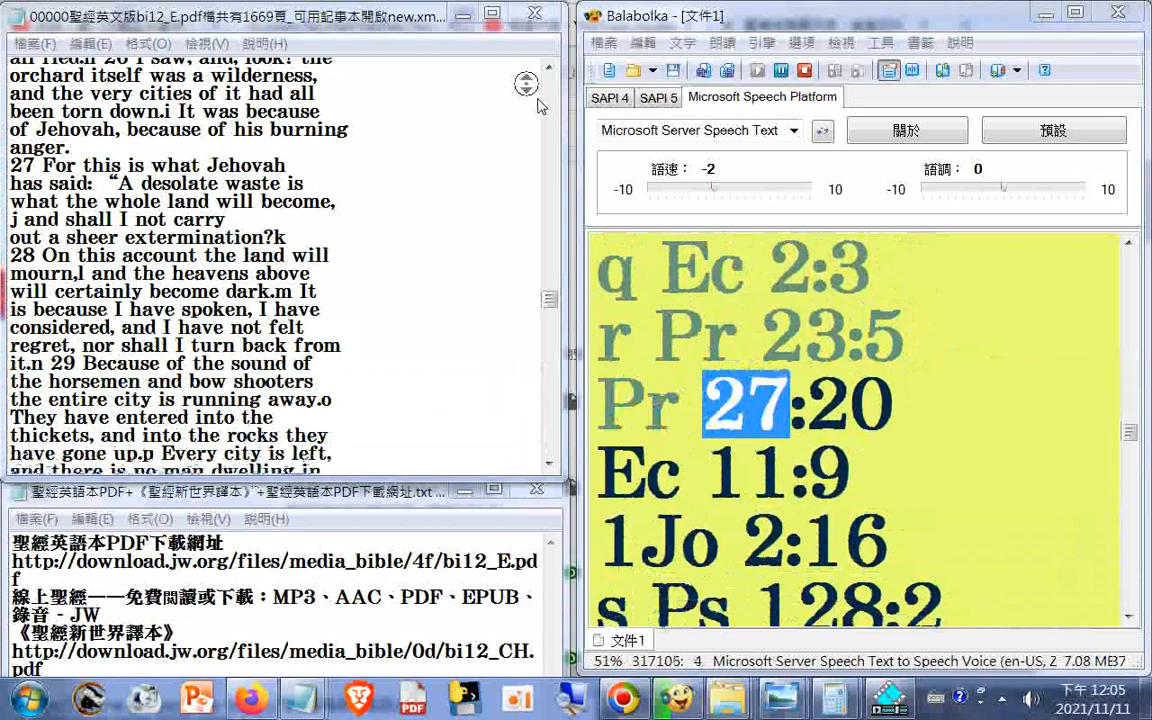 00000聖經英文版bi12_E.pdf檔共有1669頁_可用記事本開啟new.xm...
檔案(F) 編輯(E) 格式(O) 檢視(V) 說明(H)
orchard itself was a wilderness,
and the very cities of it had all
been torn down.i It was because
of Jehovah, because of his burning
anger.
27 For this is what Jehovah
has said: “A desolate waste is
what the whole land will become,
j and shall I not carry
out a sheer extermination?k
28 On this account the land will
mourn,l and the heavens above
will certainly become dark.m It
is because I have spoken, I have
considered, and I have not felt
regret, nor shall I turn back from
it.n 29 Because of the sound of
the horsemen and bow shooters
the entire city is running away.o
They have entered into the
thickets, and into the rocks they
have gone up.p Every city is left,
and there is no man dwelling in
聖經英語本PDF+《聖經新世界譯本》"+聖經英語本PDF下載網址.txt ...
檔案(F) 編輯(E) 格式(O) 檢視(V) 說明(H)
聖經英語本PDF下載網址
http://download.jw.org/files/media_bible/4f/bi12_E.pd
f
線上聖經——免費閱讀或下載：MP3、AAC、PDF、EPUB、
錄音 - JW
《聖經新世界譯本》
http://download.jw.org/files/media_bible/0d/bi12_CH.
pdf
Balabolka - [文件1]
檔案 編輯 文字 朗讀 引擎 選項 檢視 工具 書籤 說明
SAPI 4 SAPI 5 Microsoft Speech Platform
Microsoft Server Speech Text 關於 預設
語速： -2 語調： 0
-10 10 -10 10
q Ec 2:3
r Pr 23:5
Pr 27:20
Ec 11:9
1Jo 2:16
s Ps 128:2
文件1
51% 317105: 4. Microsoft Server Speech Text to Speech Voice (en-US, Z 7.08 MB
下午 12:05
2021/11/11